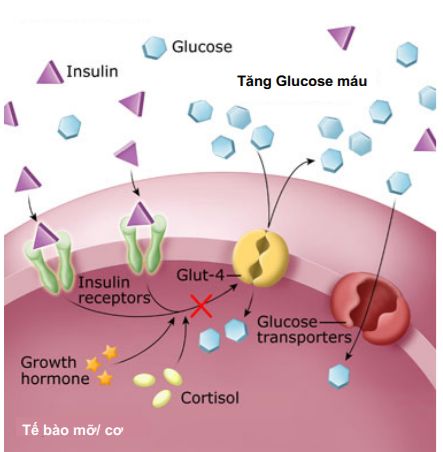 Glucose
Insulin
Tăng Glucose máu
Glut-4
Insulin
receptors
Glucose
transporters
Growth
hormone
Cortisol
Tế bào mỡ/ cơ